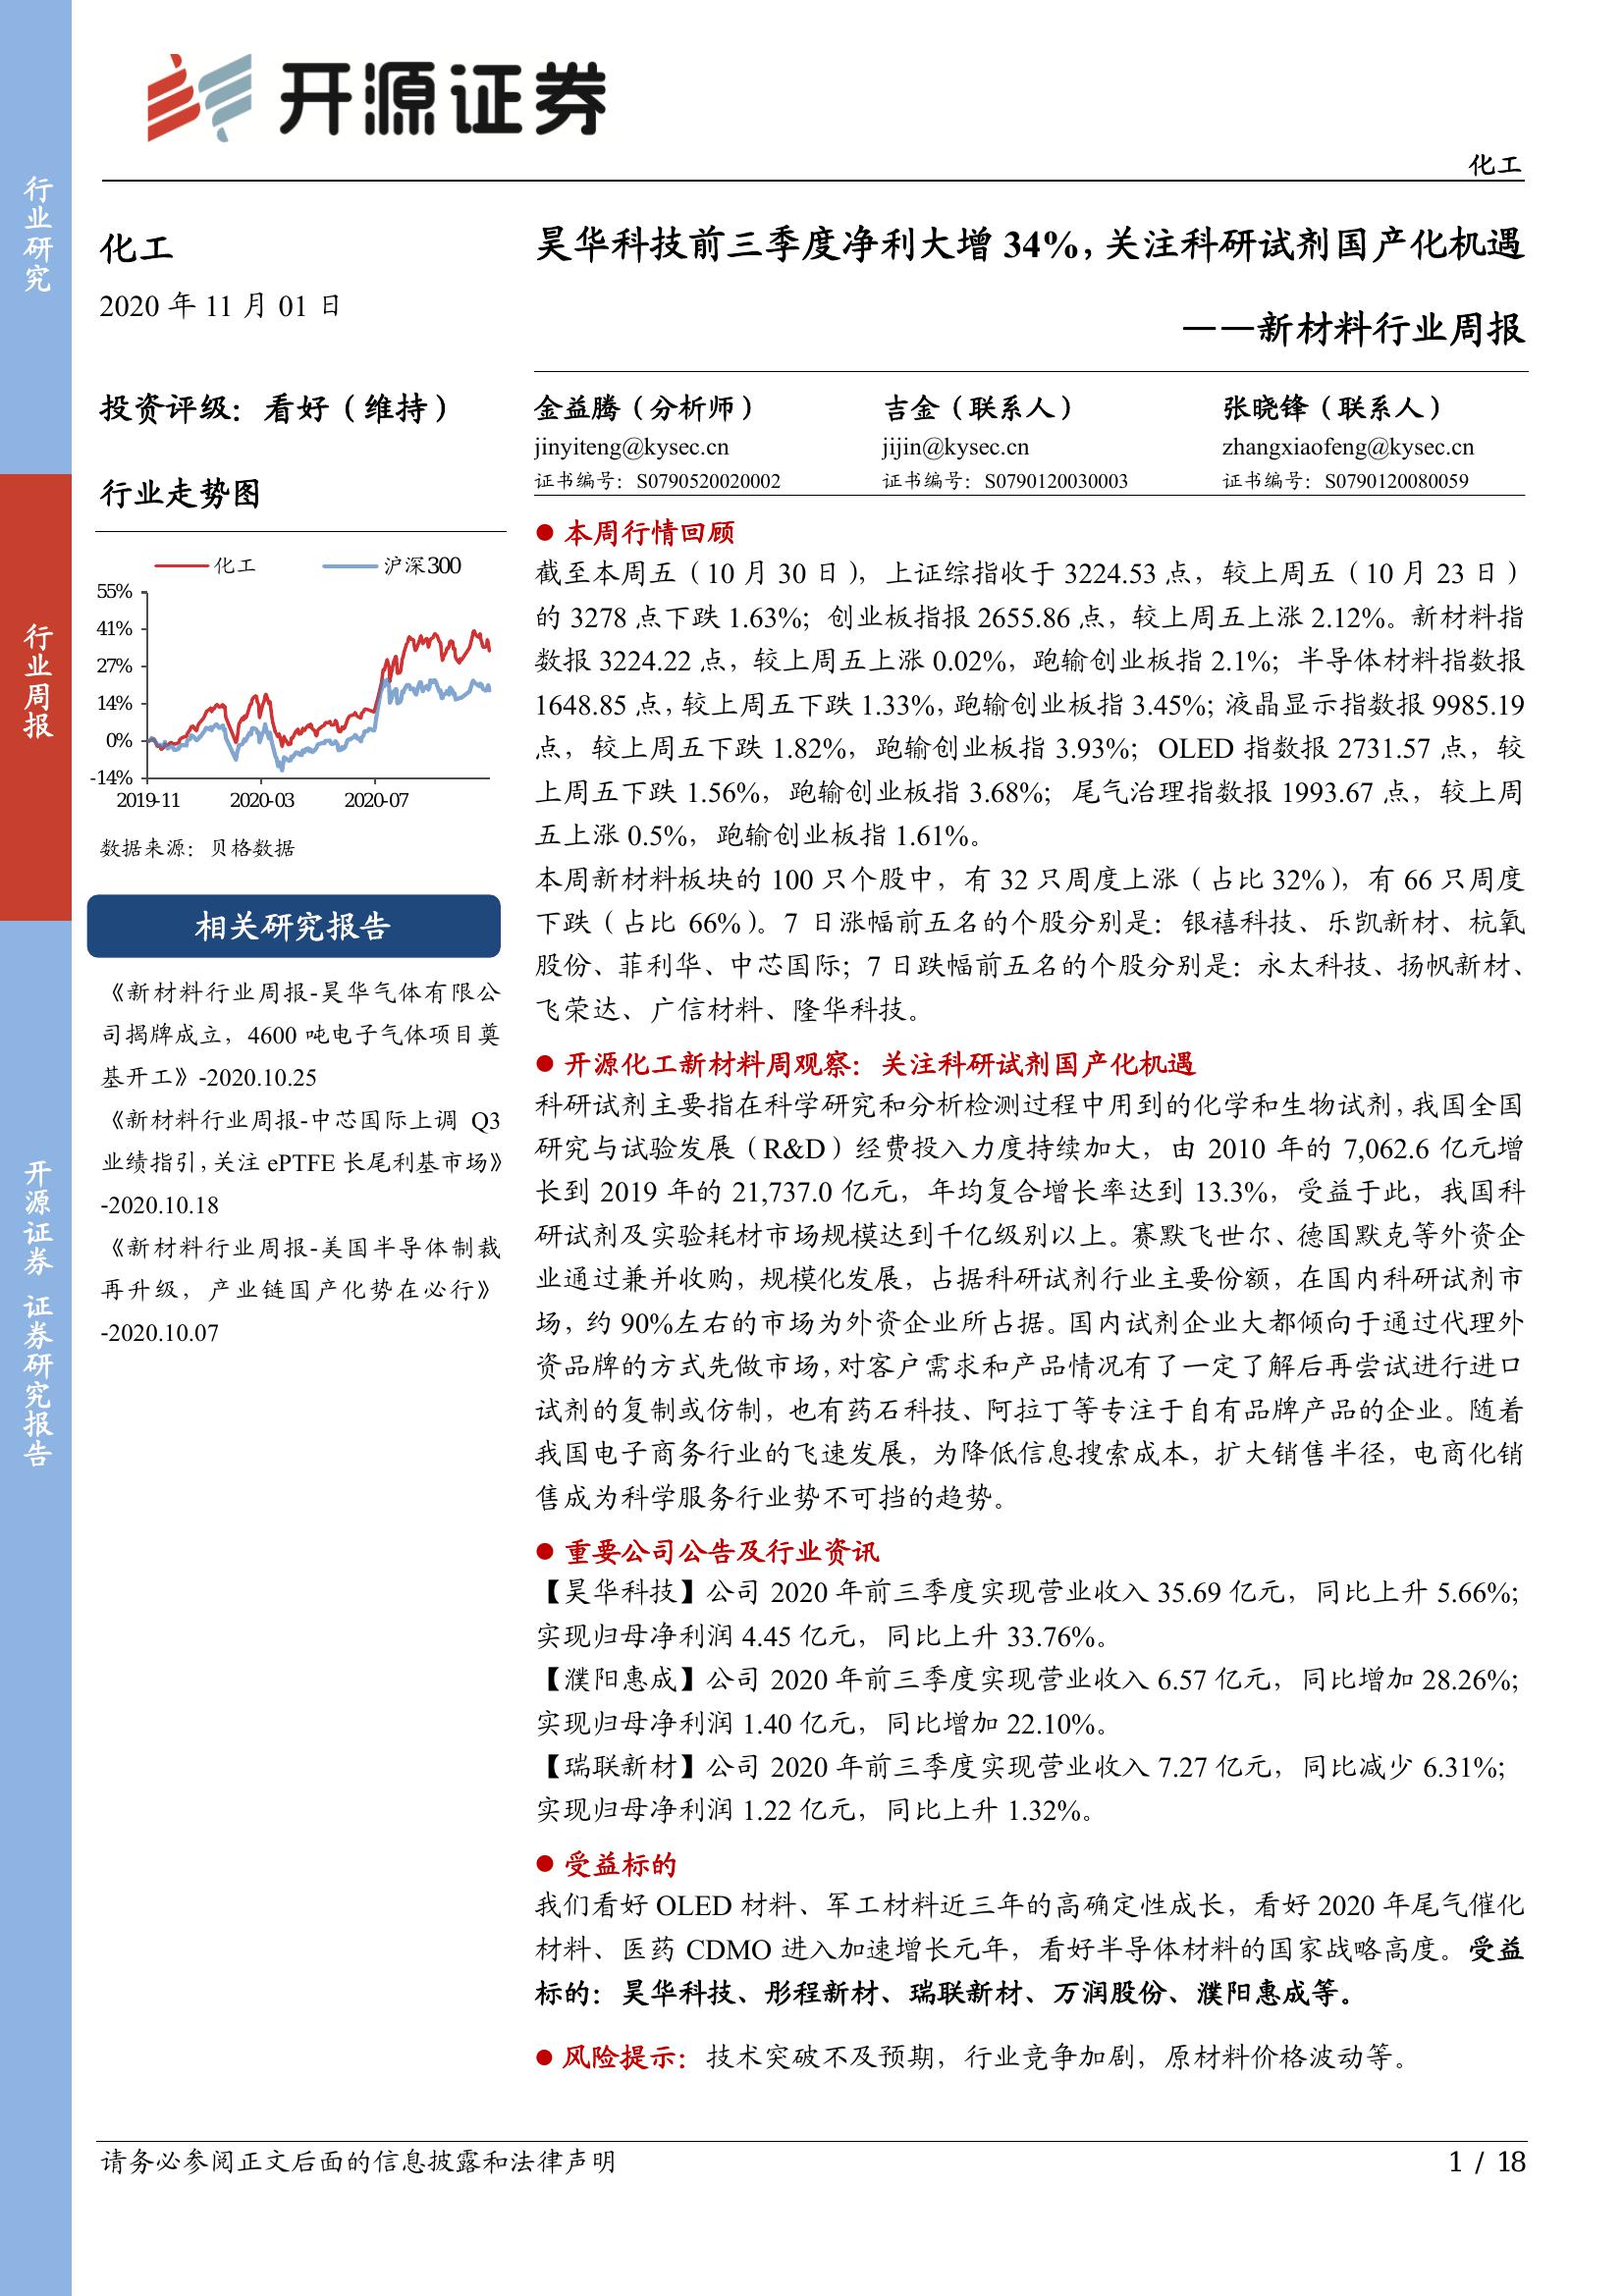 开源证券
化工
行业研究
行业周报
开源证券 证券研究报告
化工
2020 年 11 月 01 日
昊华科技前三季度净利大增 34%，关注科研试剂国产化机遇
——新材料行业周报
投资评级：看好（维持）
金益腾（分析师）
吉金（联系人）
张晓锋（联系人）
jinyiteng@kysec.cn
jijin@kysec.cn
zhangxiaofeng@kysec.cn
证书编号：S0790520020002
证书编号：S0790120030003
证书编号：S0790120080059
行业走势图
化工
沪深300
55%
41%
27%
14%
0%
-14%
2019-11
2020-03
2020-07
数据来源：贝格数据
相关研究报告
《新材料行业周报-昊华气体有限公
司揭牌成立，4600 吨电子气体项目奠
基开工》-2020.10.25
《新材料行业周报-中芯国际上调 Q3
业绩指引，关注 ePTFE 长尾利基市场》
-2020.10.18
《新材料行业周报-美国半导体制裁
再升级，产业链国产化势在必行》
-2020.10.07
● 本周行情回顾
截至本周五（10 月 30 日），上证综指收于 3224.53 点，较上周五（10 月 23 日）
的 3278 点下跌 1.63%；创业板指报 2655.86 点，较上周五上涨 2.12%。新材料指
数报 3224.22 点，较上周五上涨 0.02%，跑输创业板指 2.1%；半导体材料指数报
1648.85 点，较上周五下跌 1.33%，跑输创业板指 3.45%；液晶显示指数报 9985.19
点，较上周五下跌 1.82%，跑输创业板指 3.93%；OLED 指数报 2731.57 点，较
上周五下跌 1.56%，跑输创业板指 3.68%；尾气治理指数报 1993.67 点，较上周
五上涨 0.5%，跑输创业板指 1.61%。
本周新材料板块的 100 只个股中，有 32 只周度上涨（占比 32%），有 66 只周度
下跌（占比 66%）。7 日涨幅前五名的个股分别是：银禧科技、乐凯新材、杭氧
股份、菲利华、中芯国际；7 日跌幅前五名的个股分别是：永太科技、扬帆新材、
飞荣达、广信材料、隆华科技。
● 开源化工新材料周观察：关注科研试剂国产化机遇
科研试剂主要指在科学研究和分析检测过程中用到的化学和生物试剂，我国全国
研究与试验发展（R&D）经费投入力度持续加大，由 2010 年的 7,062.6 亿元增
长到 2019 年的 21,737.0 亿元，年均复合增长率达到 13.3%，受益于此，我国科
研试剂及实验耗材市场规模达到千亿级别以上。赛默飞世尔、德国默克等外资企
业通过兼并收购，规模化发展，占据科研试剂行业主要份额，在国内科研试剂市
场，约 90%左右的市场为外资企业所占据。国内试剂企业大都倾向于通过代理外
资品牌的方式先做市场，对客户需求和产品情况有了一定了解后再尝试进行进口
试剂的复制或仿制，也有药石科技、阿拉丁等专注于自有品牌产品的企业。随着
我国电子商务行业的飞速发展，为降低信息搜索成本，扩大销售半径，电商化销
售成为科学服务行业势不可挡的趋势。
● 重要公司公告及行业资讯
【昊华科技】公司 2020 年前三季度实现营业收入 35.69 亿元，同比上升 5.66%；
实现归母净利润 4.45 亿元，同比上升 33.76%。
【濮阳惠成】公司 2020 年前三季度实现营业收入 6.57 亿元，同比增加 28.26%；
实现归母净利润 1.40 亿元，同比增加 22.10%。
【瑞联新材】公司 2020 年前三季度实现营业收入 7.27 亿元，同比减少 6.31%；
实现归母净利润 1.22 亿元，同比上升 1.32%。
● 受益标的
我们看好 OLED 材料、军工材料近三年的高确定性成长，看好 2020 年尾气催化
材料、医药 CDMO 进入加速增长元年，看好半导体材料的国家战略高度。受益
标的：昊华科技、彤程新材、瑞联新材、万润股份、濮阳惠成等。
● 风险提示：技术突破不及预期，行业竞争加剧，原材料价格波动等。
请务必参阅正文后面的信息披露和法律声明
1 / 18